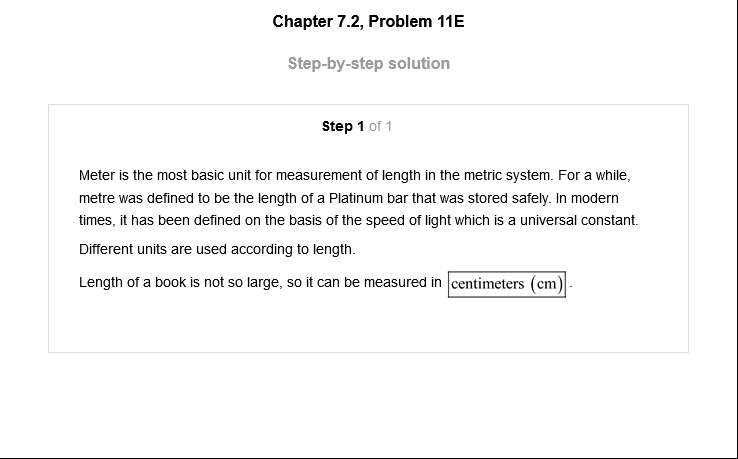 Chapter 7.2, Problem 11E
Step-by-step solution
Step 1 of 1
Meter is the most basic unit for measurement of length in the metric system. For a while,
metre was defined to be the length of a Platinum bar that was stored safely. In modern
times, it has been defined on the basis of the speed of light which is a universal constant.
Different units are used according to length.
Length of a book is not so large, so it can be measured in centimeters (cm).